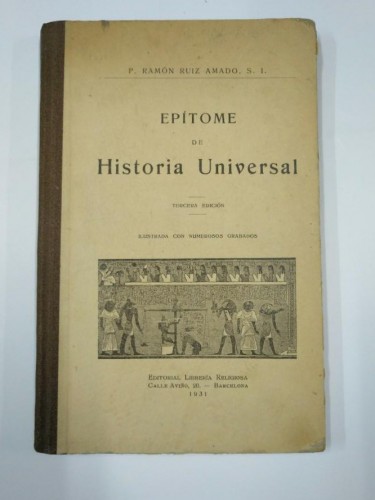 P. RAMÓN RUIZ AMADO, S. I.
EPÍTOME
DE
Historia Universal
TERCERA EDICIÓN
ILUSTRADA CON NUMEROSOS GRABADOS
EDITORIAL LIBRERÍA RELIGIOSA
CALLE AVIÑÓ, 20. — BARCELONA
1931